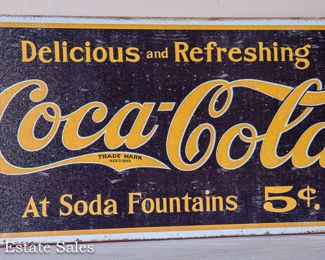 Delicious and Refreshing
Coca-Cola
TRADE MARK
At Soda Fountains 5¢.
Estate Sales